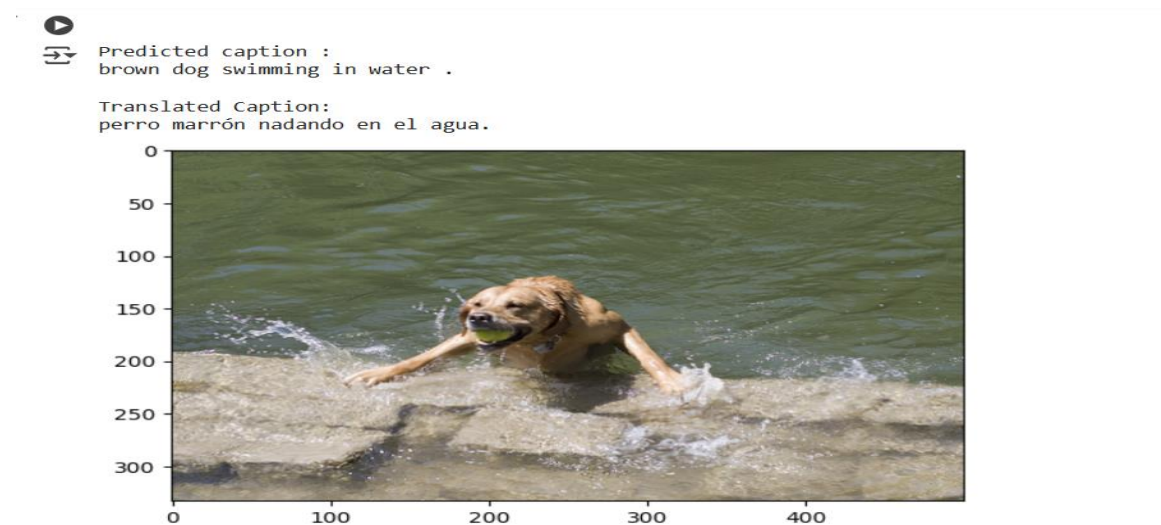 Predicted caption :
brown dog swimming in water .
Translated Caption:
perro marrón nadando en el agua.
0
50
100
150
200
250
300
0 100 200 300 400